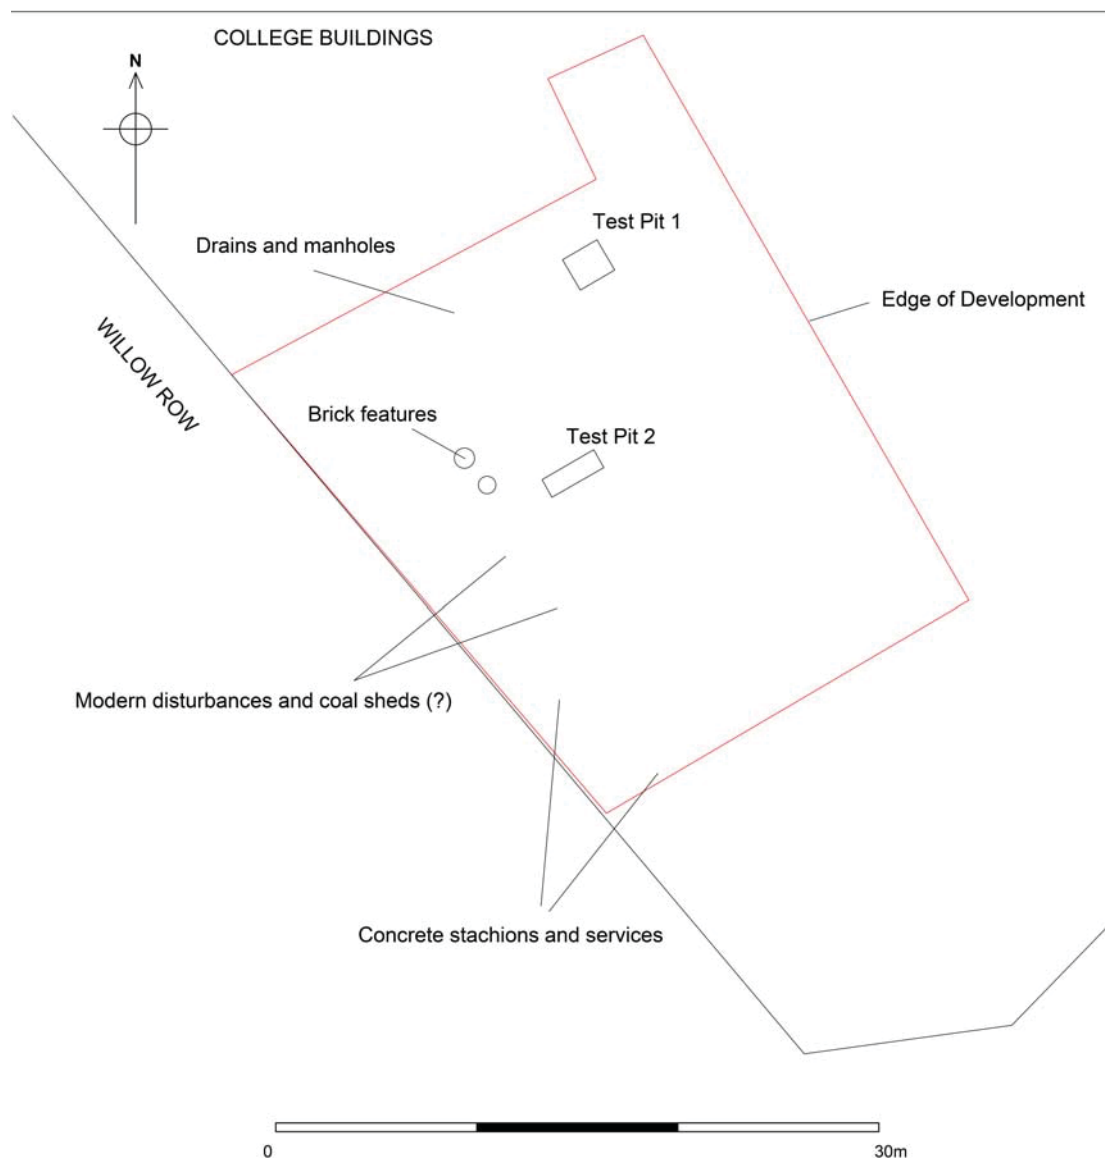 COLLEGE BUILDINGS
N
Test Pit 1
Drains and manholes
Edge of Development
WILLOW ROW
Brick features
Test Pit 2
Modern disturbances and coal sheds (?)
Concrete stachions and services
0
30m